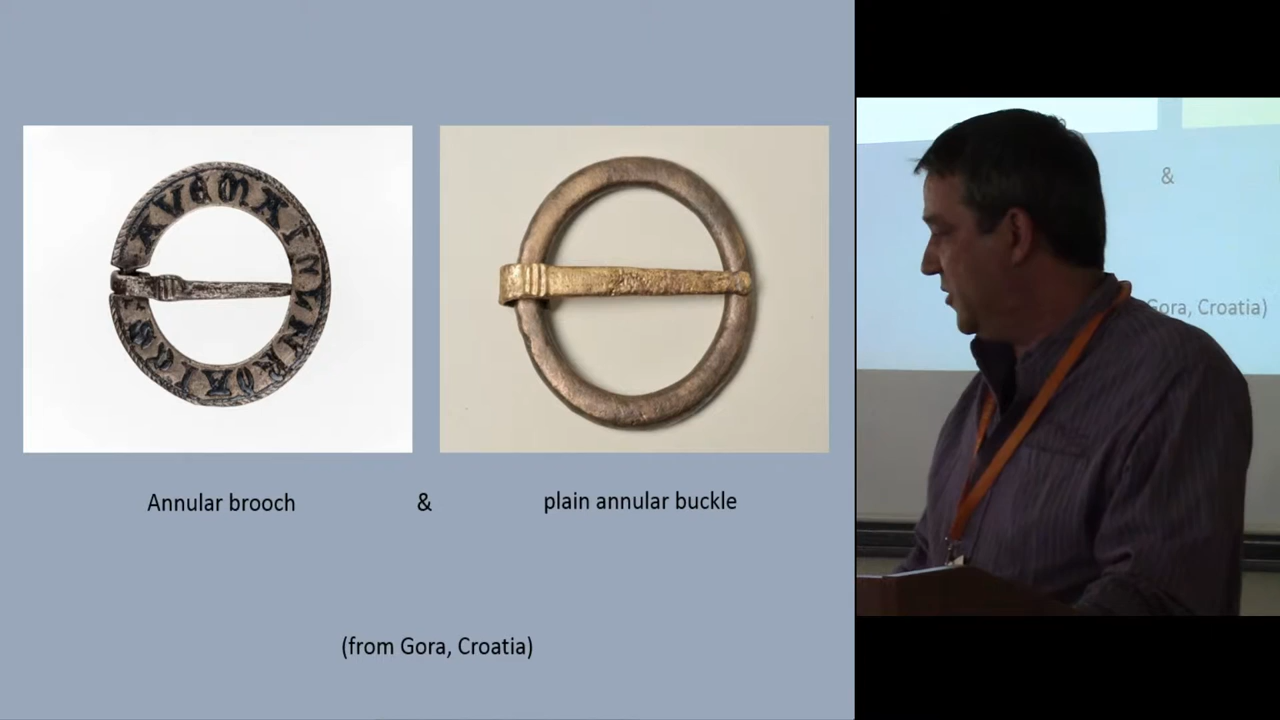 Annular brooch & plain annular buckle
(from Gora, Croatia)
&
Gora, Croatia)